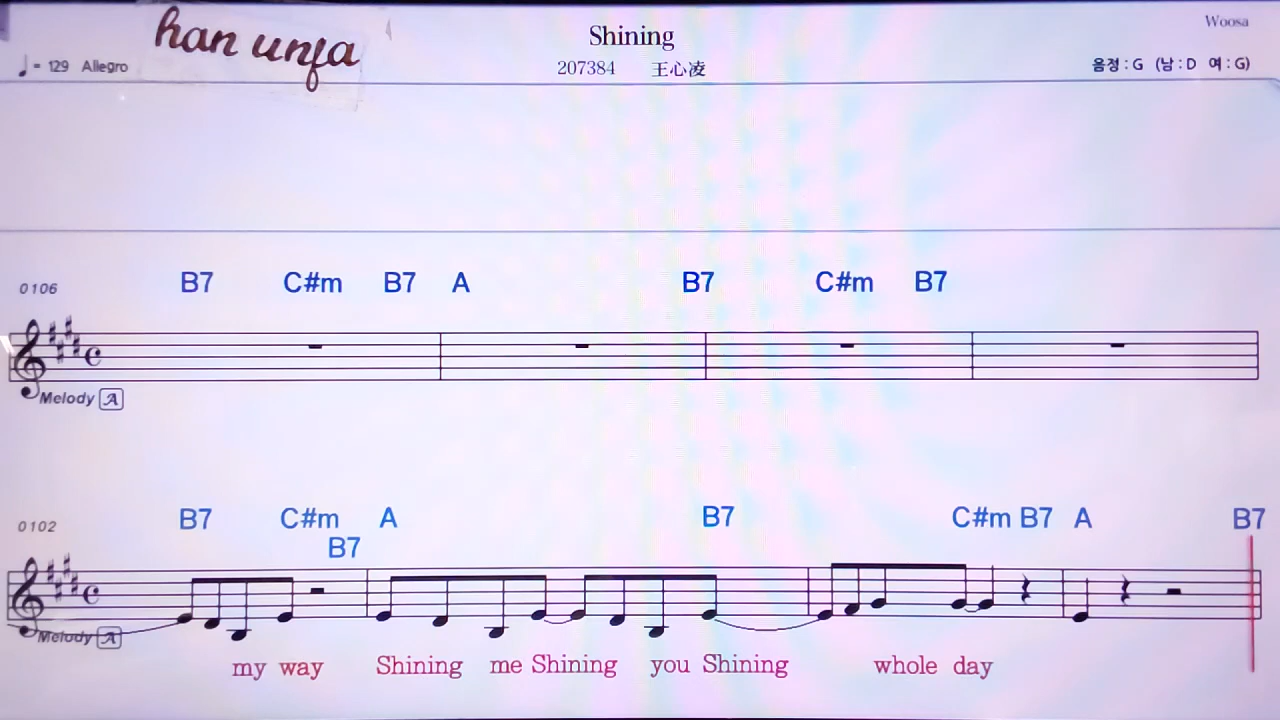 han unfa
Shining
Woosa
♩= 129 Allegro
207384 王心凌
음정 : G (남 : D 여 : G)
0106
B7 C#m B7 A B7 C#m B7
Melody A
0102
B7 C#m A B7 C#m B7 A B7
B7
Melody A
my way Shining me Shining you Shining whole day